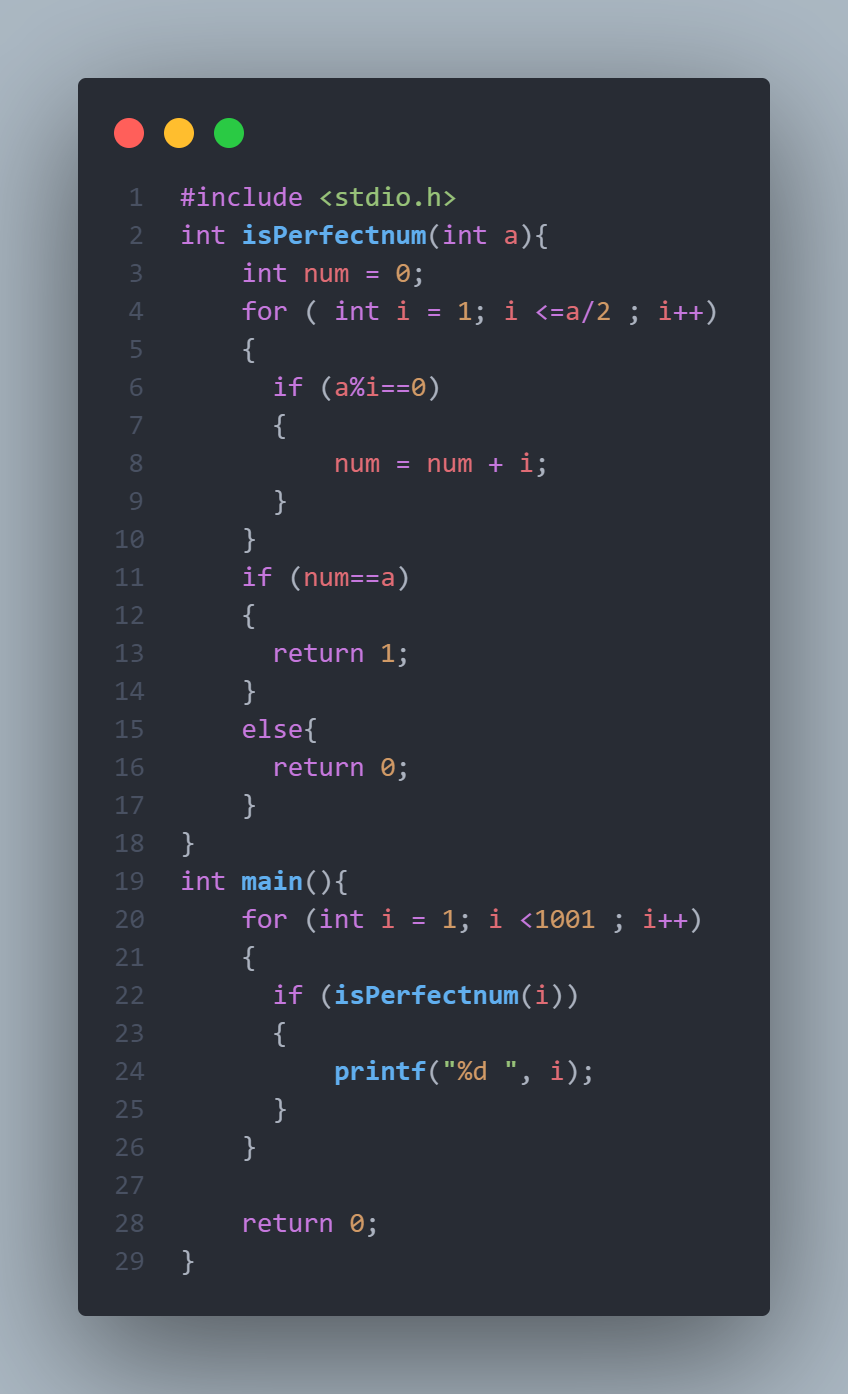 1 #include <stdio.h>
2 int isPerfectnum(int a){
3     int num = 0;
4     for ( int i = 1; i <=a/2 ; i++)
5     {
6       if (a%i==0)
7       {
8           num = num + i;
9       }
10     }
11     if (num==a)
12     {
13       return 1;
14     }
15     else{
16       return 0;
17     }
18 }
19 int main(){
20     for (int i = 1; i <1001 ; i++)
21     {
22       if (isPerfectnum(i))
23       {
24           printf("%d ", i);
25       }
26     }
27
28     return 0;
29 }